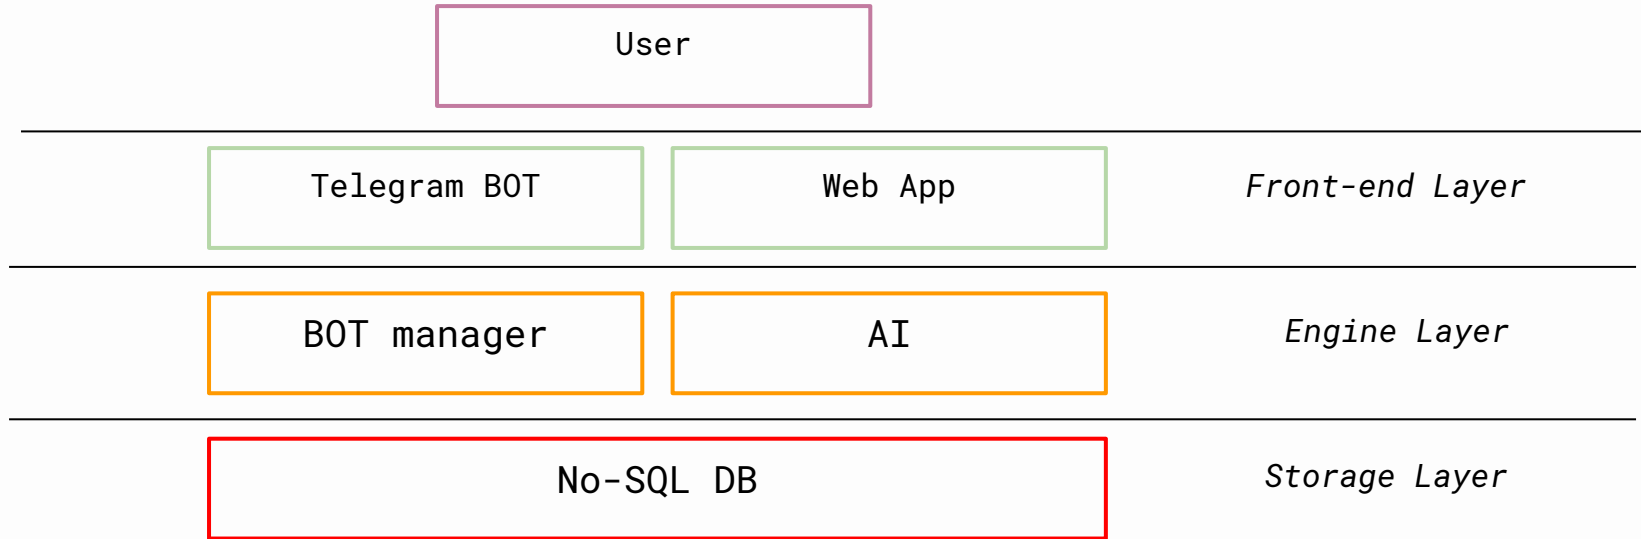 User
Telegram BOT
Web App
Front-end Layer
BOT manager
AI
Engine Layer
No-SQL DB
Storage Layer